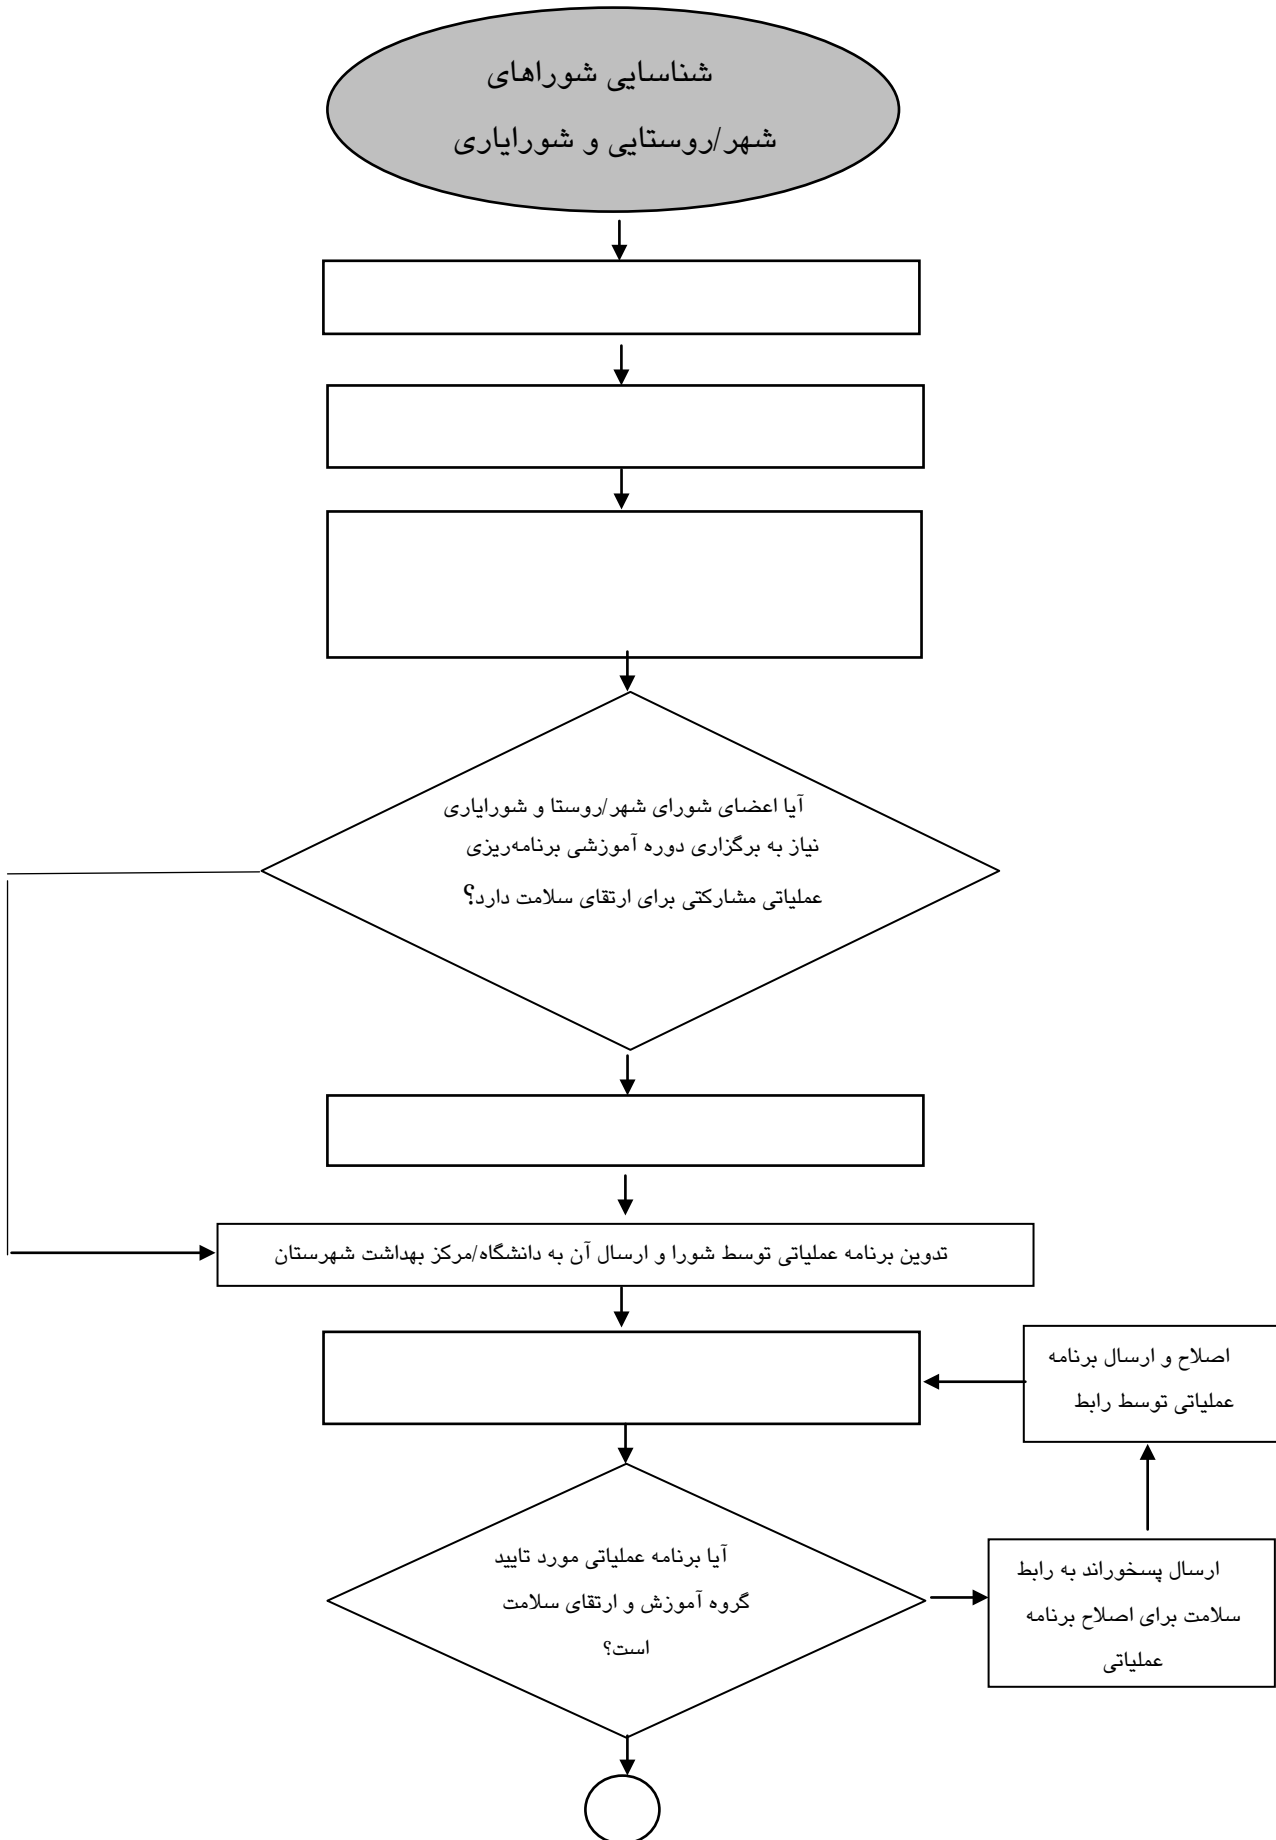 شناسایی شوراهای
شهر/روستایی و شورایاری
آیا اعضای شورای شهر/روستا و شورایاری
نیاز به برگزاری دوره آموزشی برنامه‌ریزی
عملیاتی مشارکتی برای ارتقای سلامت دارد؟
تدوین برنامه عملیاتی توسط شورا و ارسال آن به دانشگاه/مرکز بهداشت شهرستان
اصلاح و ارسال برنامه
عملیاتی توسط رابط
آیا برنامه عملیاتی مورد تایید
گروه آموزش و ارتقای سلامت
است؟
ارسال پسخوراند به رابط
سلامت برای اصلاح برنامه
عملیاتی